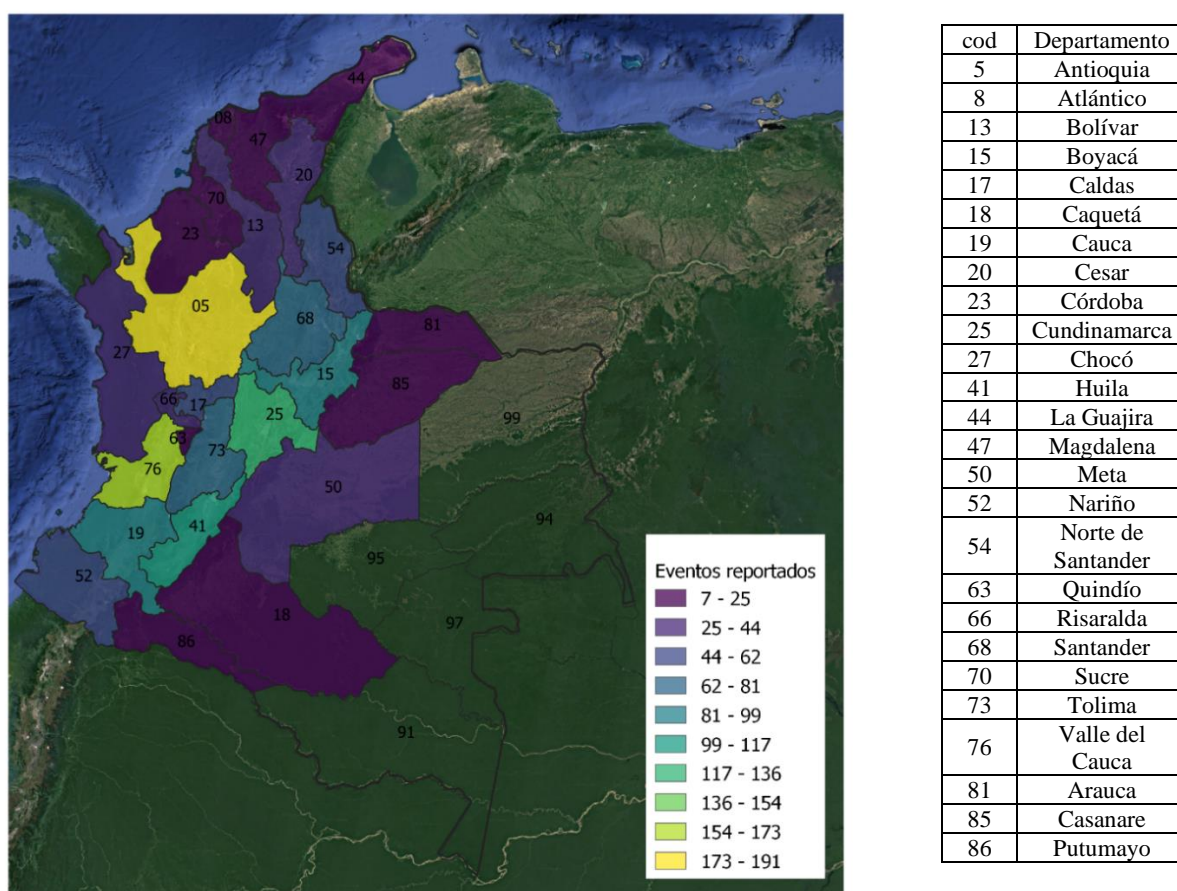 44
08
47
20
70
13
23
54
05
81
68
27
15
85
66
17
25
99
63
73
76
50
19
41
94
52
95
18
97
86
91
Eventos reportados
7 - 25
25 - 44
44 - 62
62 - 81
81 - 99
99 - 117
117 - 136
136 - 154
154 - 173
173 - 191
cod Departamento
5 Antioquia
8 Atlántico
13 Bolívar
15 Boyacá
17 Caldas
18 Caquetá
19 Cauca
20 Cesar
23 Córdoba
25 Cundinamarca
27 Chocó
41 Huila
44 La Guajira
47 Magdalena
50 Meta
52 Nariño
54 Norte de
Santander
63 Quindío
66 Risaralda
68 Santander
70 Sucre
73 Tolima
76 Valle del
Cauca
81 Arauca
85 Casanare
86 Putumayo